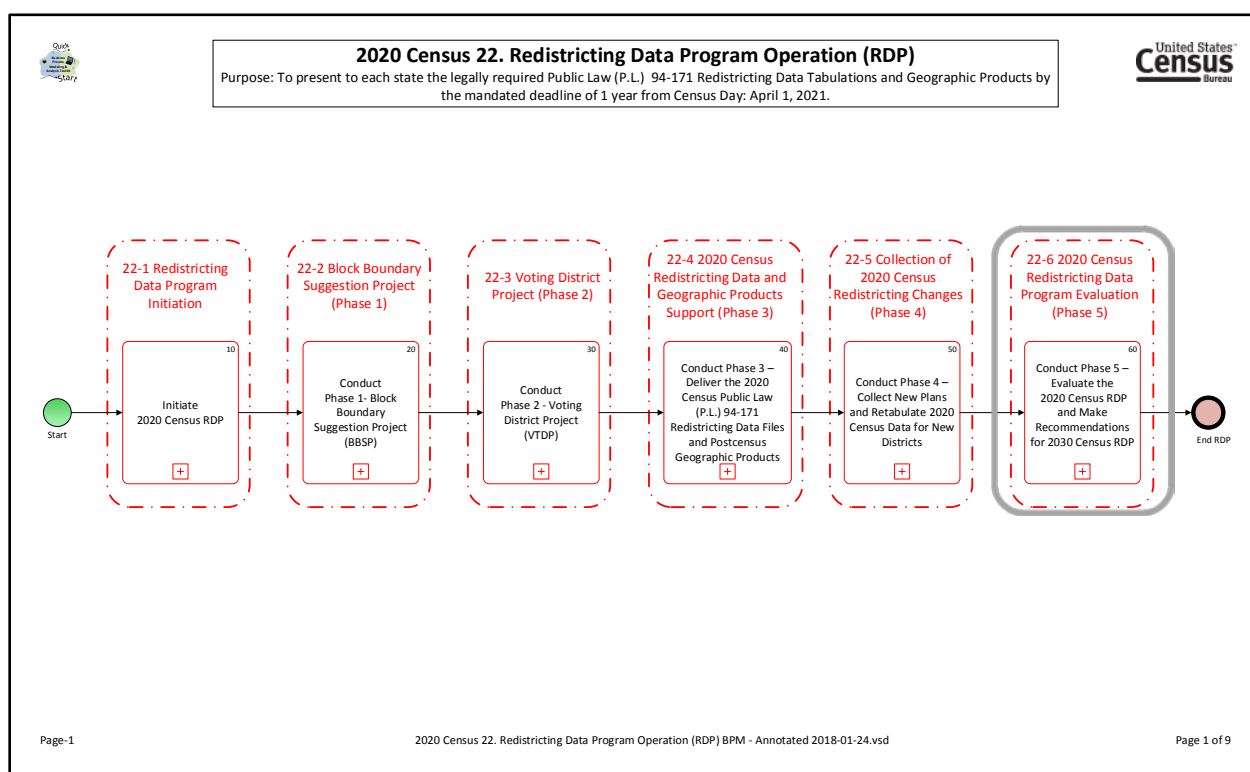 Quick
Business
Process
Modeling &
Analysis Toolkit
Start
2020 Census 22. Redistricting Data Program Operation (RDP)
Purpose: To present to each state the legally required Public Law (P.L.) 94-171 Redistricting Data Tabulations and Geographic Products by
the mandated deadline of 1 year from Census Day: April 1, 2021.
United States™
Census
Bureau
22-1 Redistricting
Data Program
Initiation
22-2 Block Boundary
Suggestion Project
(Phase 1)
22-3 Voting District
Project (Phase 2)
22-4 2020 Census
Redistricting Data and
Geographic Products
Support (Phase 3)
22-5 Collection of
2020 Census
Redistricting Changes
(Phase 4)
22-6 2020 Census
Redistricting Data
Program Evaluation
(Phase 5)
Start
10
Initiate
2020 Census RDP
+
20
Conduct
Phase 1- Block
Boundary
Suggestion Project
(BBSP)
+
30
Conduct
Phase 2 - Voting
District Project
(VTDP)
+
40
Conduct Phase 3 –
Deliver the 2020
Census Public Law
(P.L.) 94-171
Redistricting Data Files
and Postcensus
Geographic Products
+
50
Conduct Phase 4 –
Collect New Plans
and Retabulate 2020
Census Data for New
Districts
+
60
Conduct Phase 5 –
Evaluate the
2020 Census RDP
and Make
Recommendations
for 2030 Census RDP
+
End RDP
Page-1
2020 Census 22. Redistricting Data Program Operation (RDP) BPM - Annotated 2018-01-24.vsd
Page 1 of 9